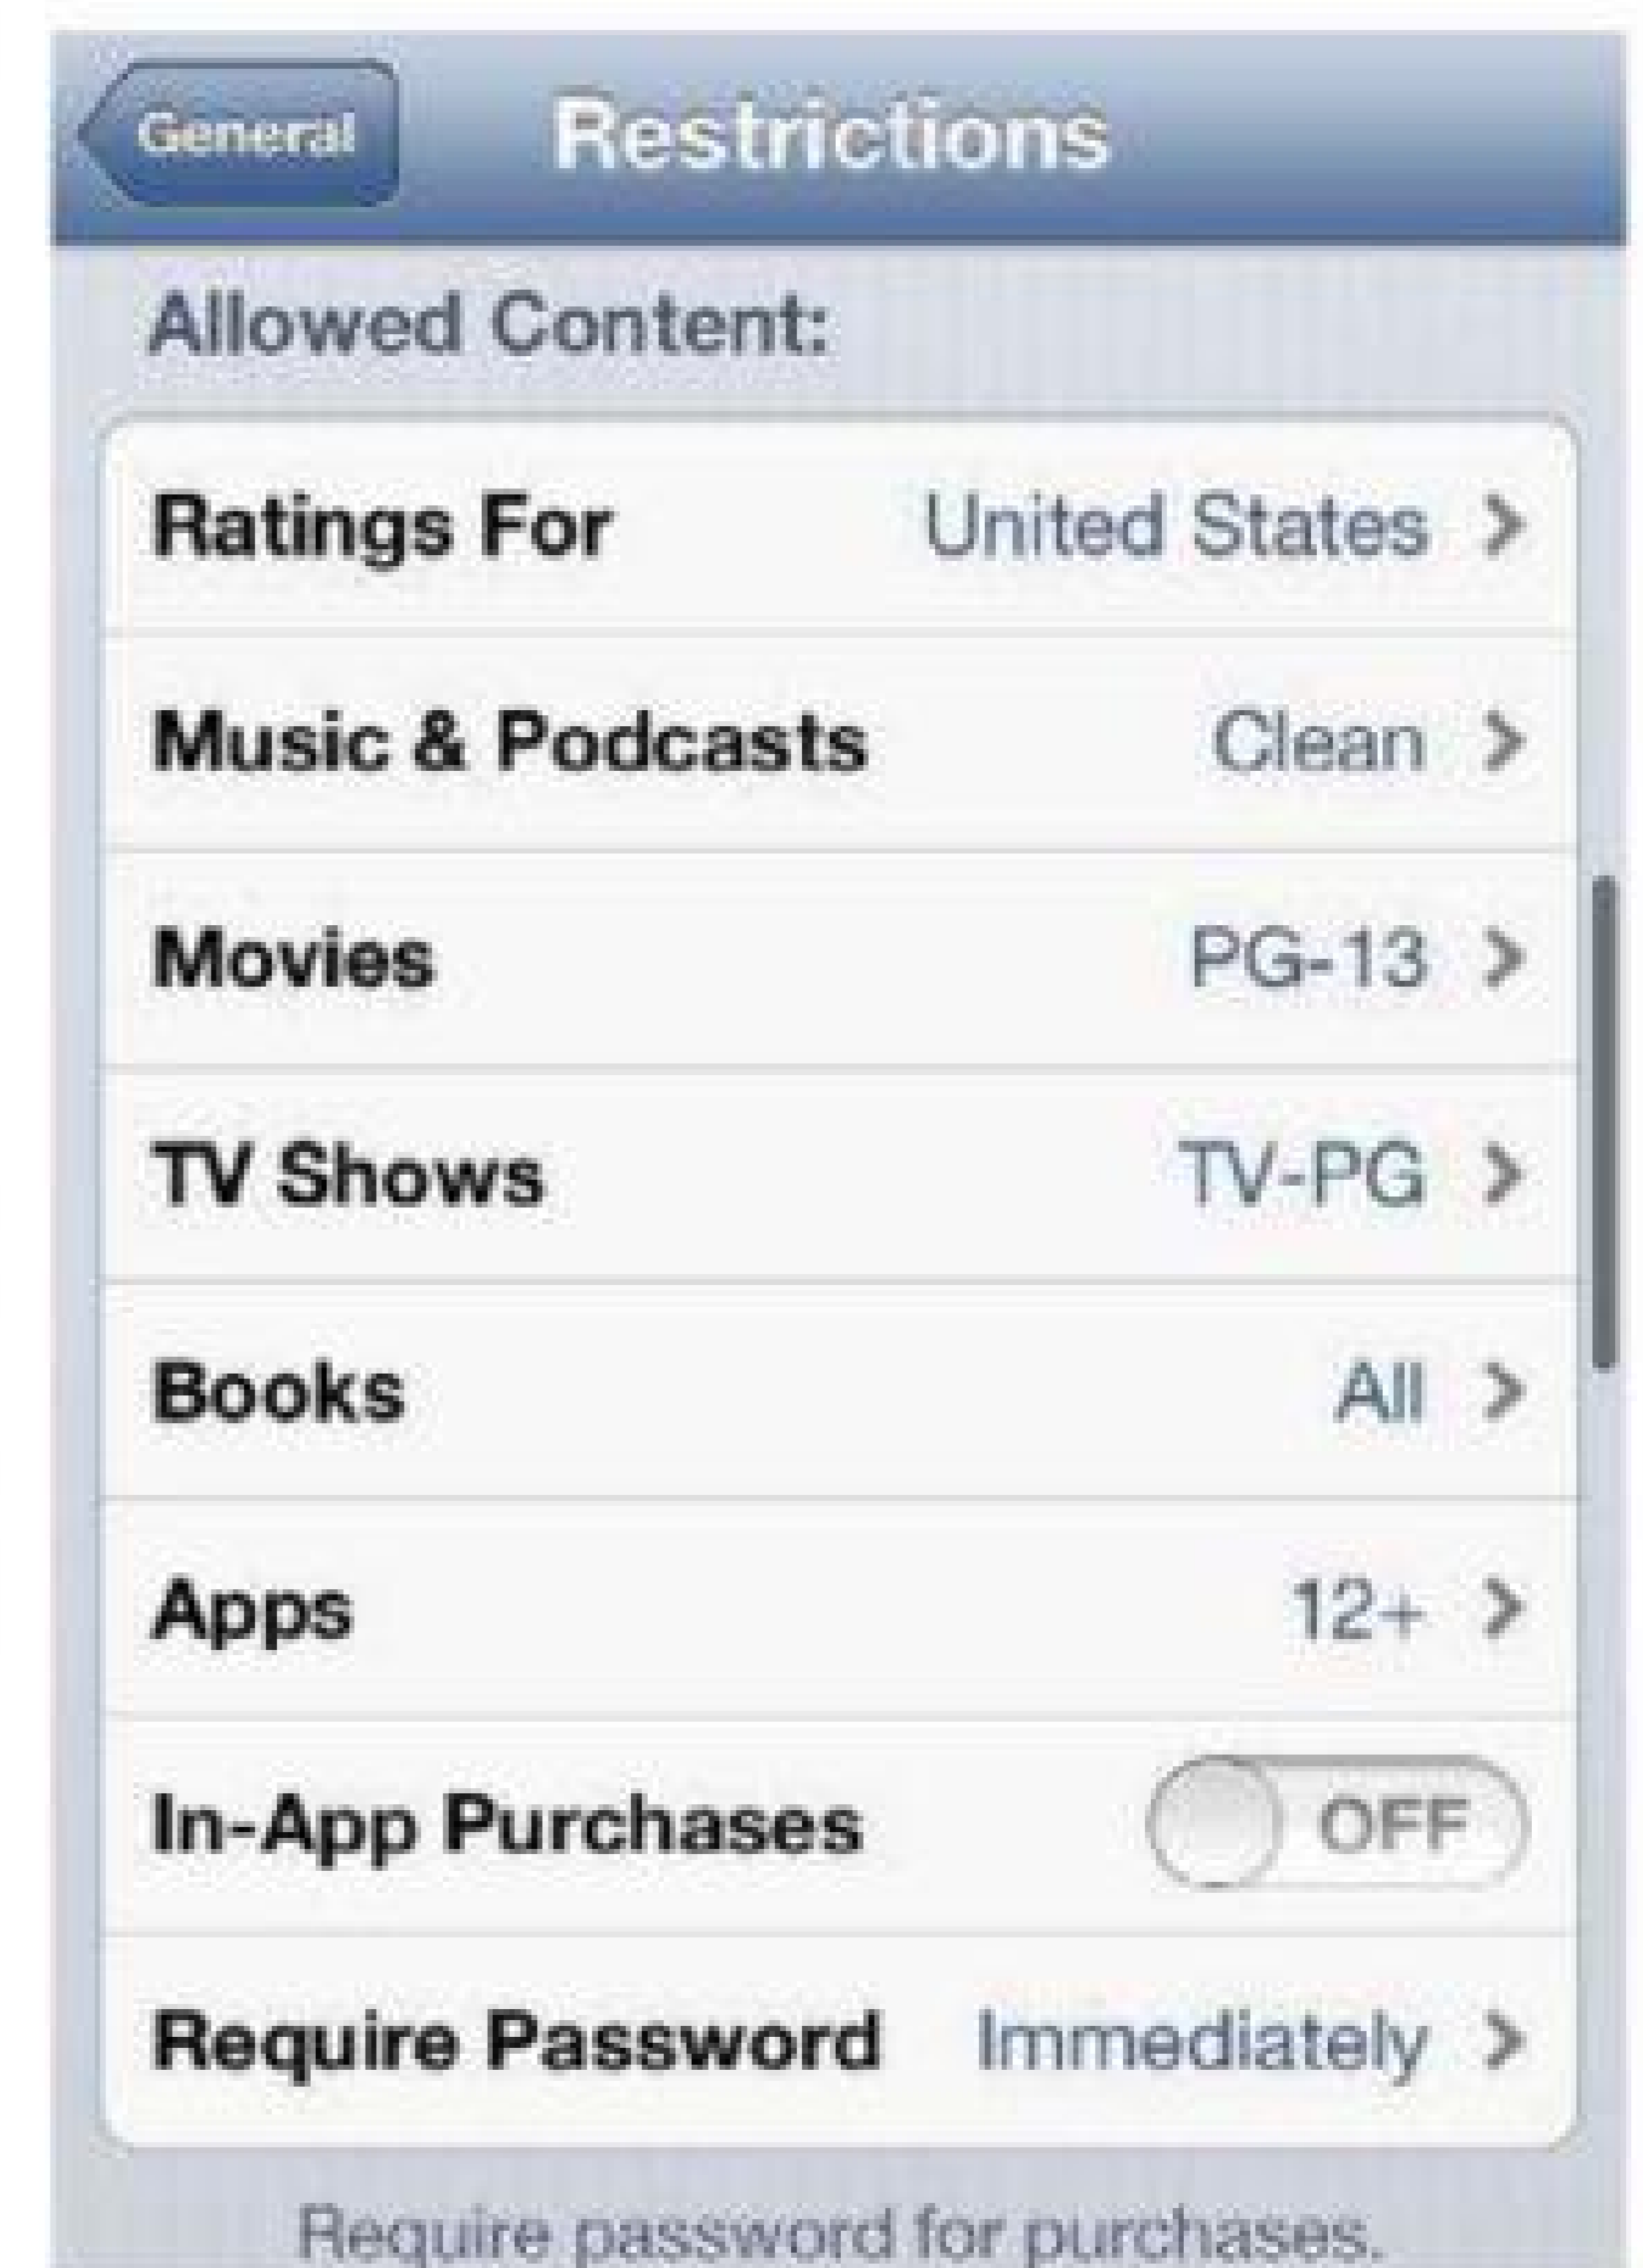 General
Restrictions
Allowed Content:
Ratings For United States
Music & Podcasts Clean
Movies PG-13
TV Shows TV-PG
Books All
Apps 12+
In-App Purchases OFF
Require Password Immediately
Require password for purchases.